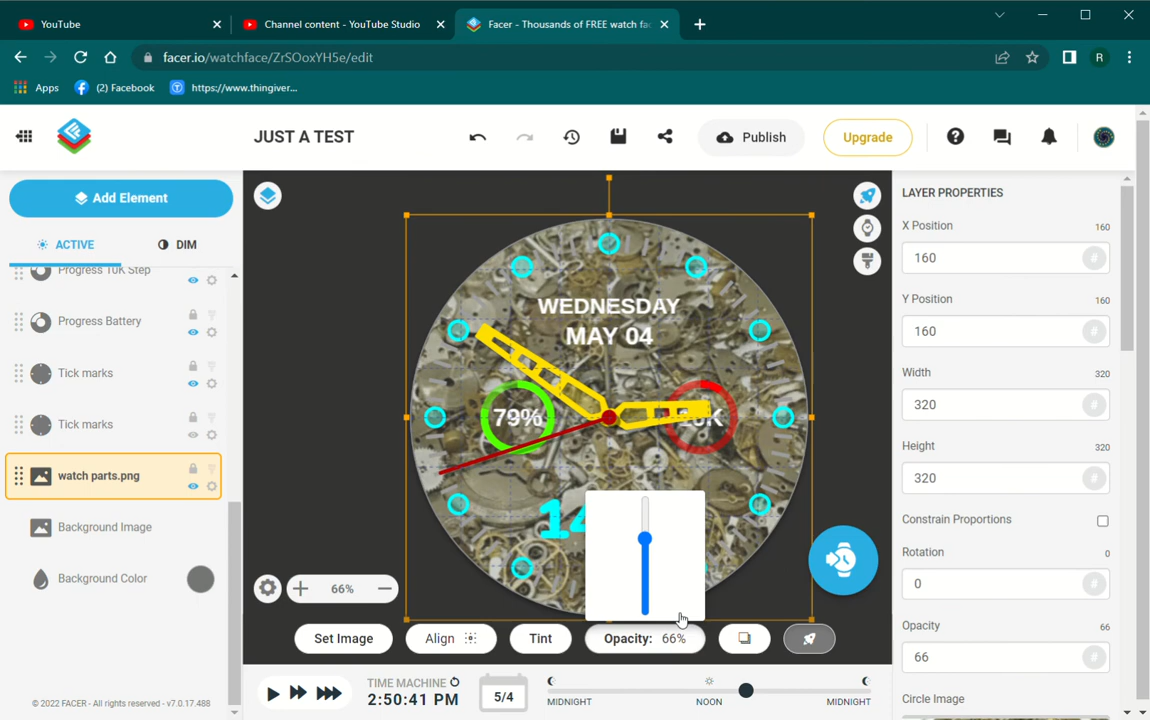 YouTube
Channel content - YouTube Studio
Facer - Thousands of FREE watch fac
facer.io/watchface/ZrSOoxYH5e/edit
R
Apps
(2) Facebook
https://www.thingiver...
JUST A TEST
Publish
Upgrade
Add Element
ACTIVE
DIM
Progress 10K Step
Progress Battery
Tick marks
Tick marks
watch parts.png
Background Image
Background Color
© 2022 FACER - All rights reserved - v7.0.17.488
WEDNESDAY
MAY 04
79%
14
66%
Set Image
Align
Tint
Opacity: 66%
TIME MACHINE
2:50:41 PM
5/4
MIDNIGHT
NOON
MIDNIGHT
LAYER PROPERTIES
X Position 160
160 #
Y Position 160
160 #
Width 320
320 #
Height 320
320 #
Constrain Proportions
Rotation 0
0 #
Opacity 66
66 #
Circle Image